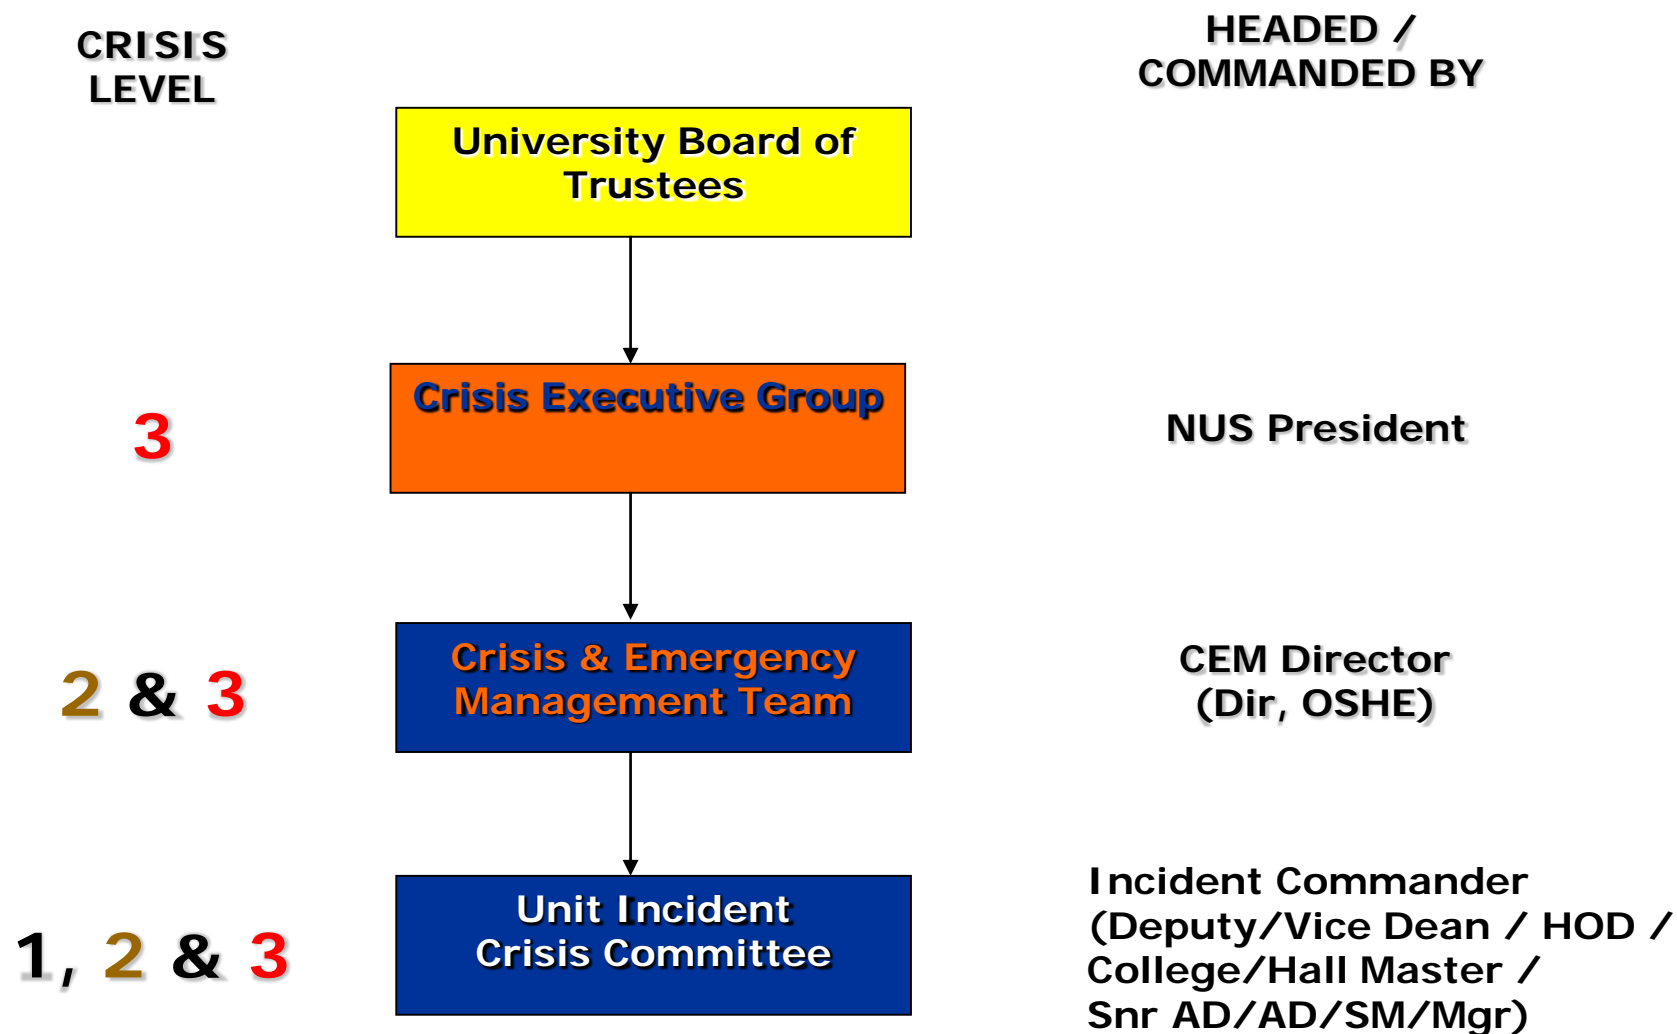 CRISIS
LEVEL
HEADED /
COMMANDED BY
University Board of
Trustees
3
Crisis Executive Group
NUS President
2 & 3
Crisis & Emergency
Management Team
CEM Director
(Dir, OSHE)
1, 2 & 3
Unit Incident
Crisis Committee
Incident Commander
(Deputy/Vice Dean / HOD /
College/Hall Master /
Snr AD/AD/SM/Mgr)